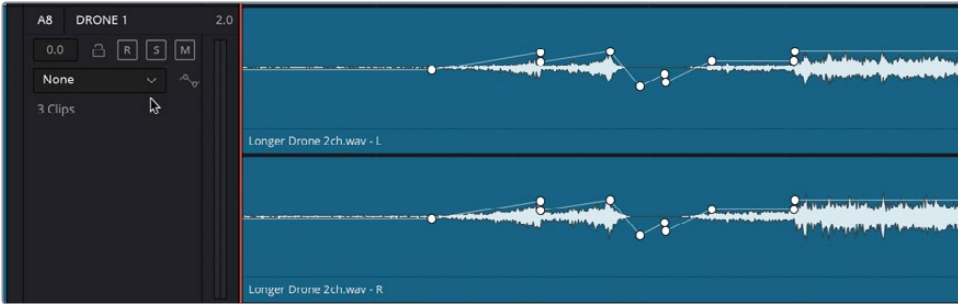 A8 DRONE 1 2.0
0.0 R S M
None
3 Clips
Longer Drone 2ch.wav - L
Longer Drone 2ch.wav - R